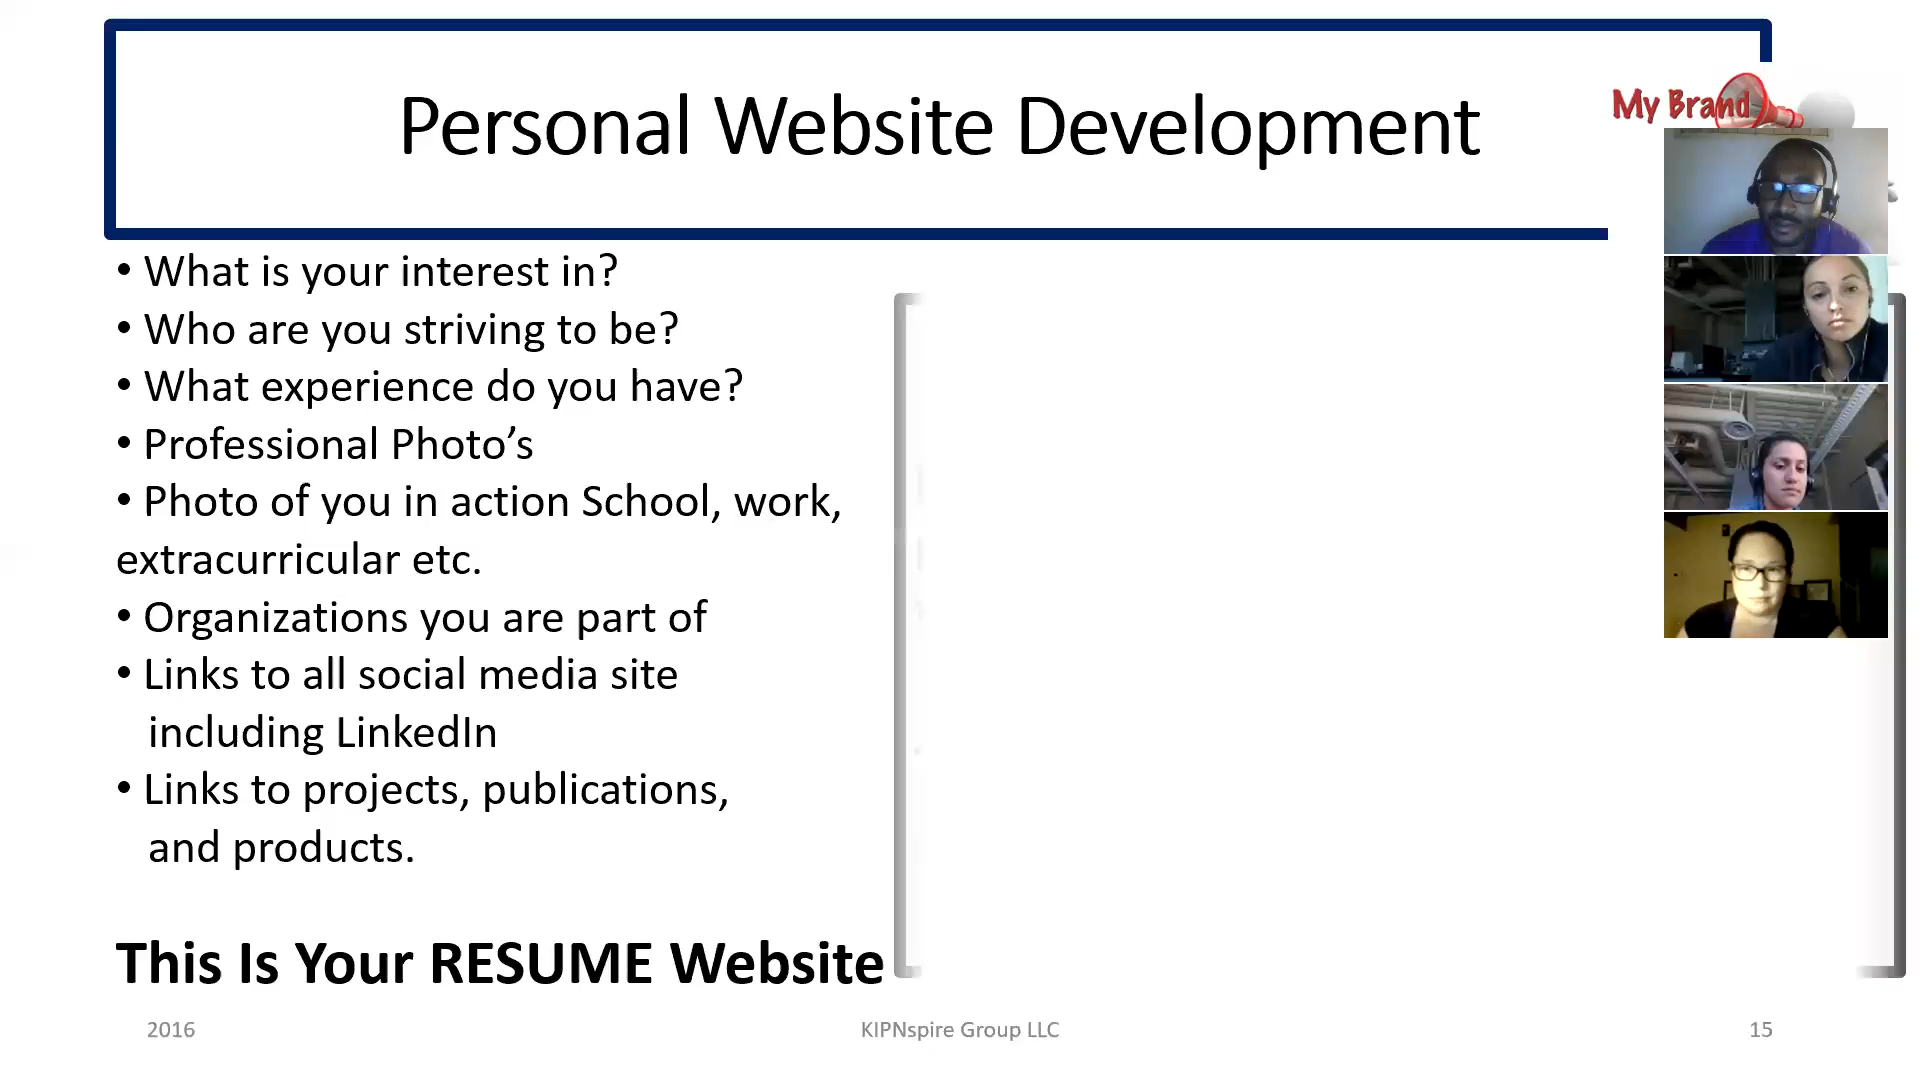 Personal Website Development
My Brand
• What is your interest in?
• Who are you striving to be?
• What experience do you have?
• Professional Photo’s
• Photo of you in action School, work,
extracurricular etc.
• Organizations you are part of
• Links to all social media site
including LinkedIn
• Links to projects, publications,
and products.
This Is Your RESUME Website
2016
KIPNspire Group LLC
15